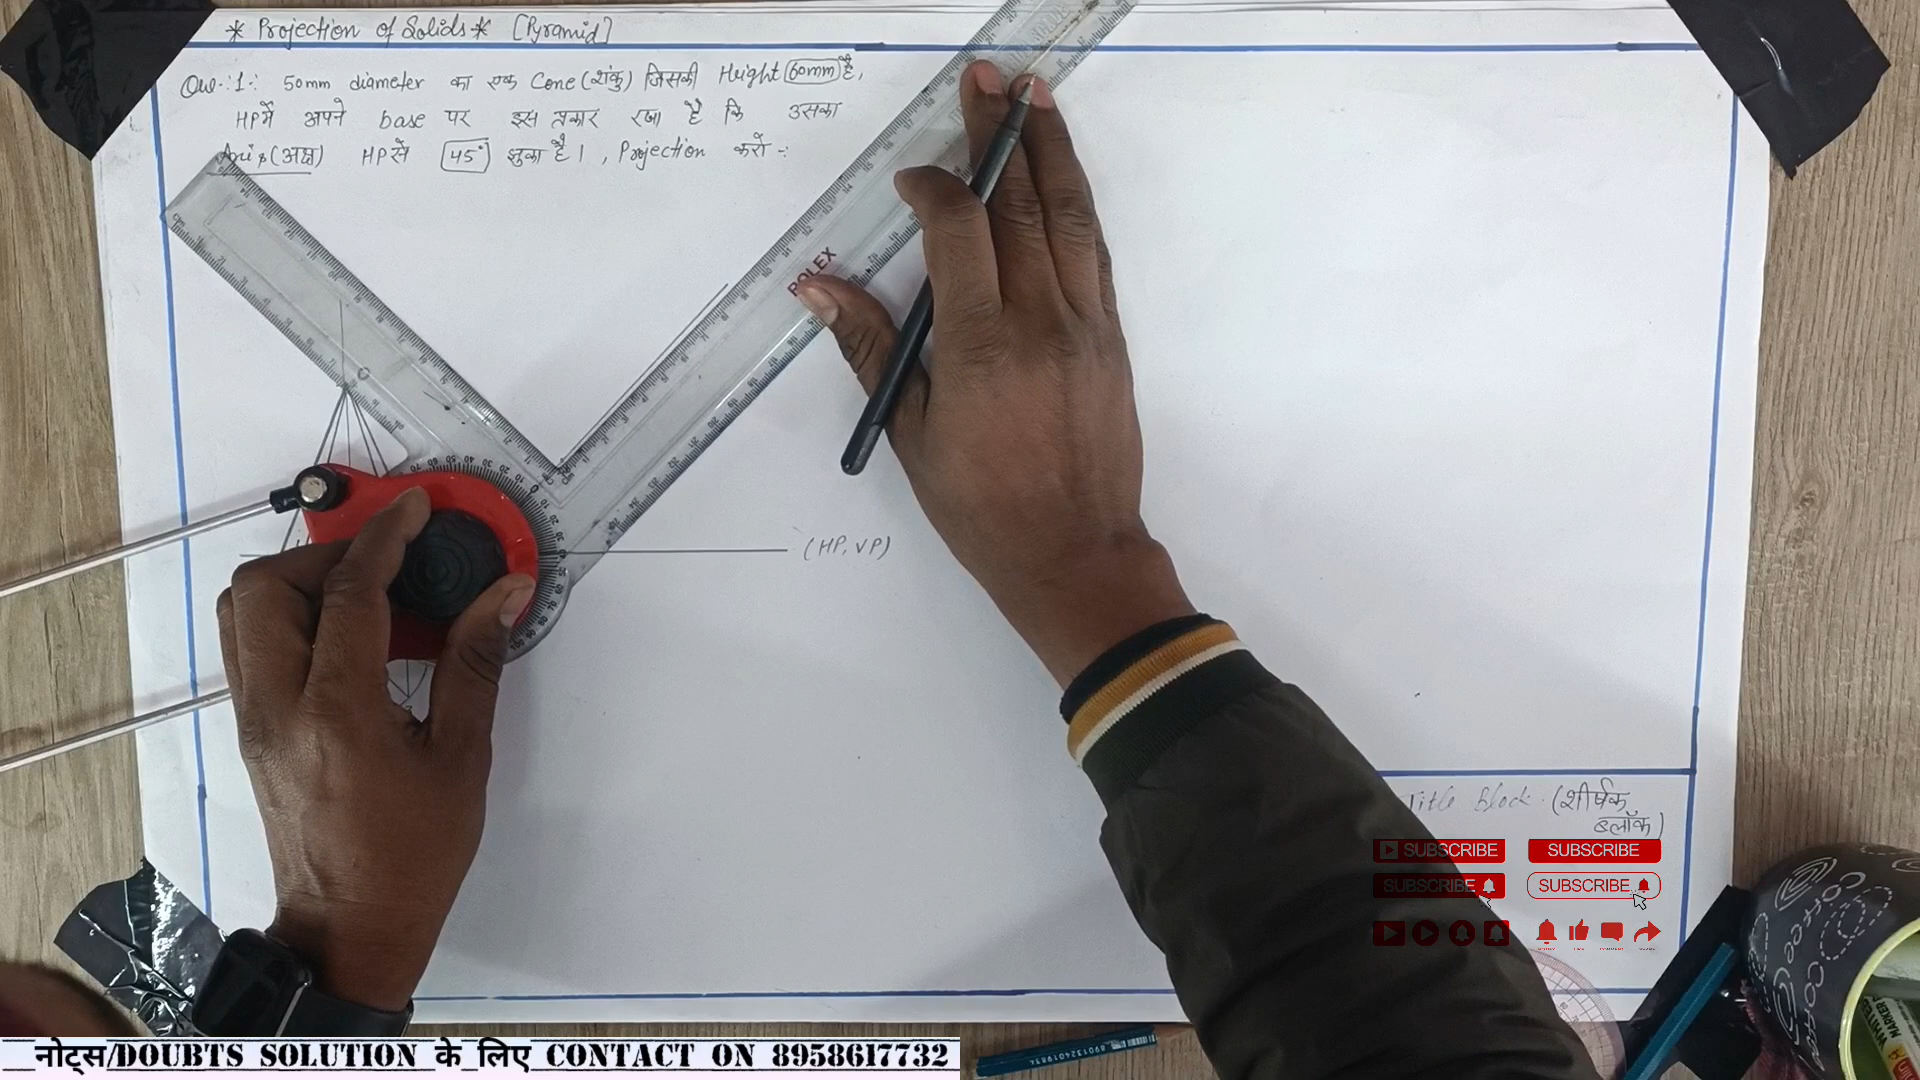 * Projection of Solids * [Pyramid]
Que:-1:- 50mm diameter का एक Cone (शंकु) जिसकी Height 60mm है,
HP में अपने base पर इस प्रकार रखा है कि उसका
Axis (अक्ष) HP से 45° झुका है। , Projection करो :-
ROLEX
(HP, VP)
Title Block (शीर्षक
ब्लॉक)
SUBSCRIBE SUBSCRIBE
SUBSCRIBE SUBSCRIBE
COFFEE
नोट्स/DOUBTS SOLUTION के लिए CONTACT ON 8958617732